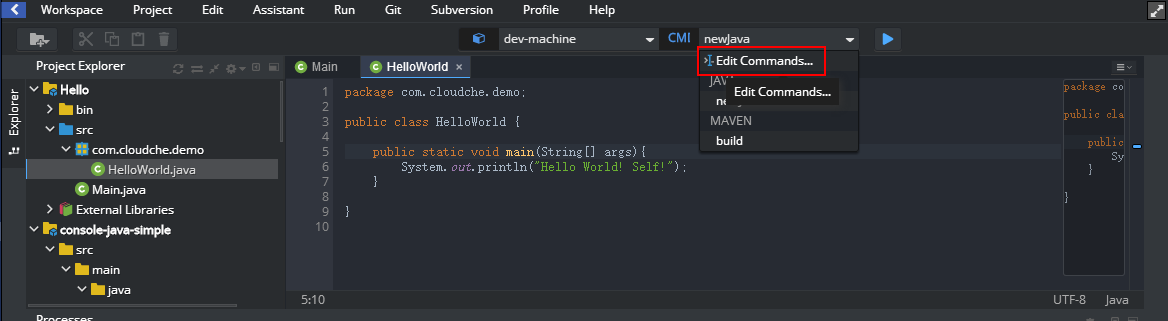 Workspace Project Edit Assistant Run Git Subversion Profile Help
dev-machine CMD newJava
Edit Commands...
Edit Commands...
MAVEN
build
Explorer
Project Explorer
Hello
bin
src
com.cloudche.demo
HelloWorld.java
Main.java
External Libraries
console-java-simple
src
main
java
Processes
Main HelloWorld ×
1 package com.cloudche.demo;
2
3 public class HelloWorld {
4
5 public static void main(String[] args){
6 System.out.println("Hello World! Self!");
7 }
8
9 }
10
package co
public cla
public
Sy
}
}
5:10 UTF-8 Java